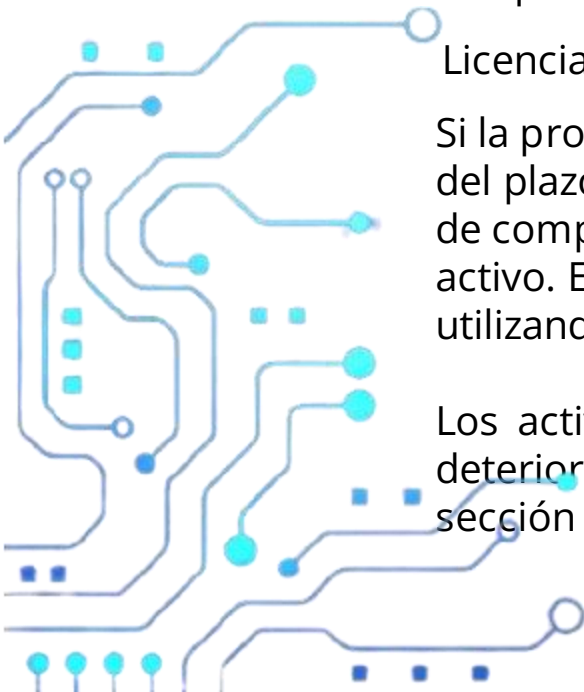 Licencia
Si la pro
del plazo
de comp
activo. E
utilizand
Los acti
deterior
sección